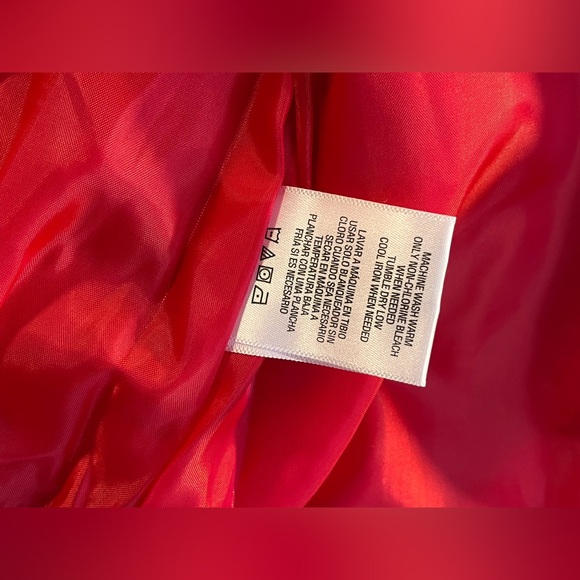 MACHINE WASH WARM
ONLY NON-CHLORINE BLEACH
WHEN NEEDED
TUMBLE DRY LOW
COOL IRON WHEN NEEDED
LAVAR A MÁQUINA EN TIBIO
USAR SOLO BLANQUEADOR SIN
CLORO CUANDO SEA NECESARIO
SECAR EN MÁQUINA A
TEMPERATURA BAJA
PLANCHAR CON UNA PLANCHA
FRIA SI ES NECESARIO